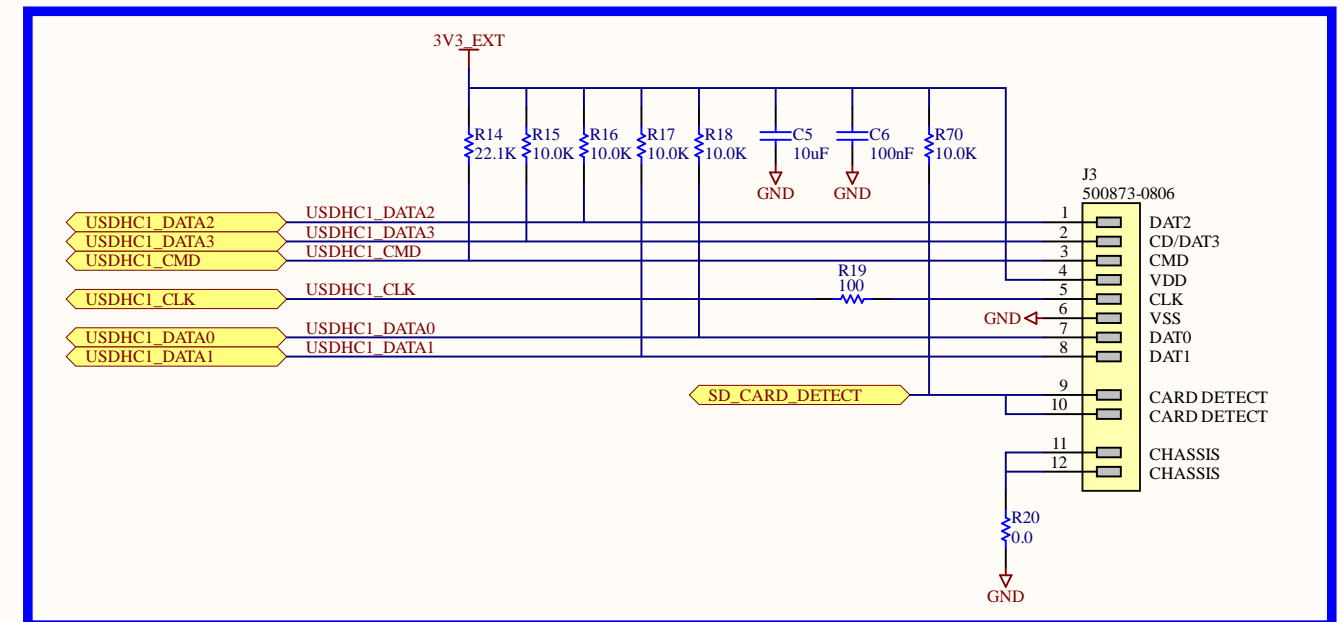 3V3_EXT
R14 R15 R16 R17 R18 C5 C6 R70
22.1K 10.0K 10.0K 10.0K 10.0K 10uF 100nF 10.0K
GND GND
J3
500873-0806
USDHC1_DATA2 USDHC1_DATA2 1 DAT2
USDHC1_DATA3 USDHC1_DATA3 2 CD/DAT3
USDHC1_CMD USDHC1_CMD 3 CMD
4 VDD
R19
100
USDHC1_CLK USDHC1_CLK 5 CLK
GND 6 VSS
USDHC1_DATA0 USDHC1_DATA0 7 DAT0
USDHC1_DATA1 USDHC1_DATA1 8 DAT1
SD_CARD_DETECT 9 CARD DETECT
10 CARD DETECT
11 CHASSIS
12 CHASSIS
R20
0.0
GND